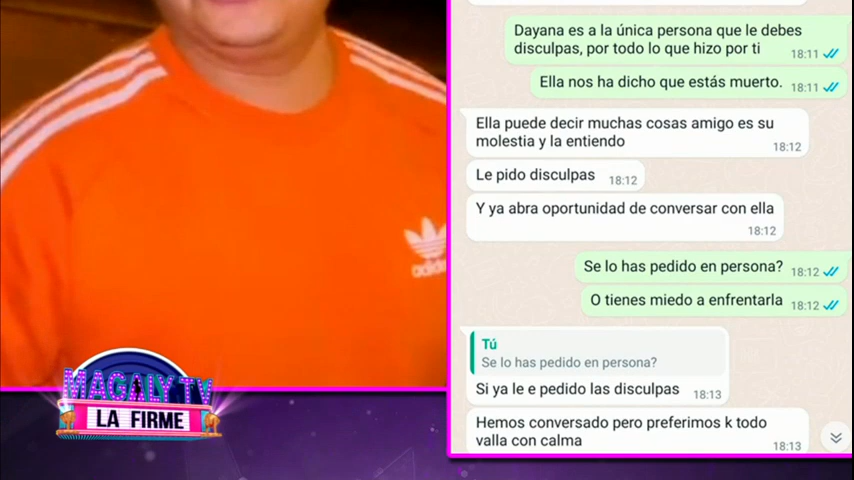 Dayana es a la única persona que le debes
disculpas, por todo lo que hizo por ti
18:11
Ella nos ha dicho que estás muerto.
18:11
Ella puede decir muchas cosas amigo es su
molestia y la entiendo
18:12
Le pido disculpas
18:12
Y ya abra oportunidad de conversar con ella
18:12
Se lo has pedido en persona?
18:12
O tienes miedo a enfrentarla
18:12
Tú
Se lo has pedido en persona?
Si ya le e pedido las disculpas
18:13
Hemos conversado pero preferimos k todo
valla con calma
18:13
adidas
MAGALY TV
LA FIRME